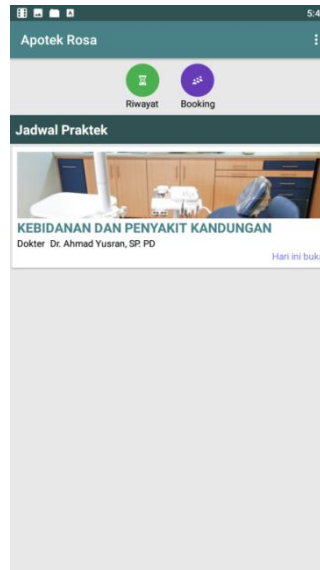 5:4
Apotek Rosa
Riwayat Booking
Jadwal Praktek
KEBIDANAN DAN PENYAKIT KANDUNGAN
Dokter Dr. Ahmad Yusran, SP. PD
Hari ini buka